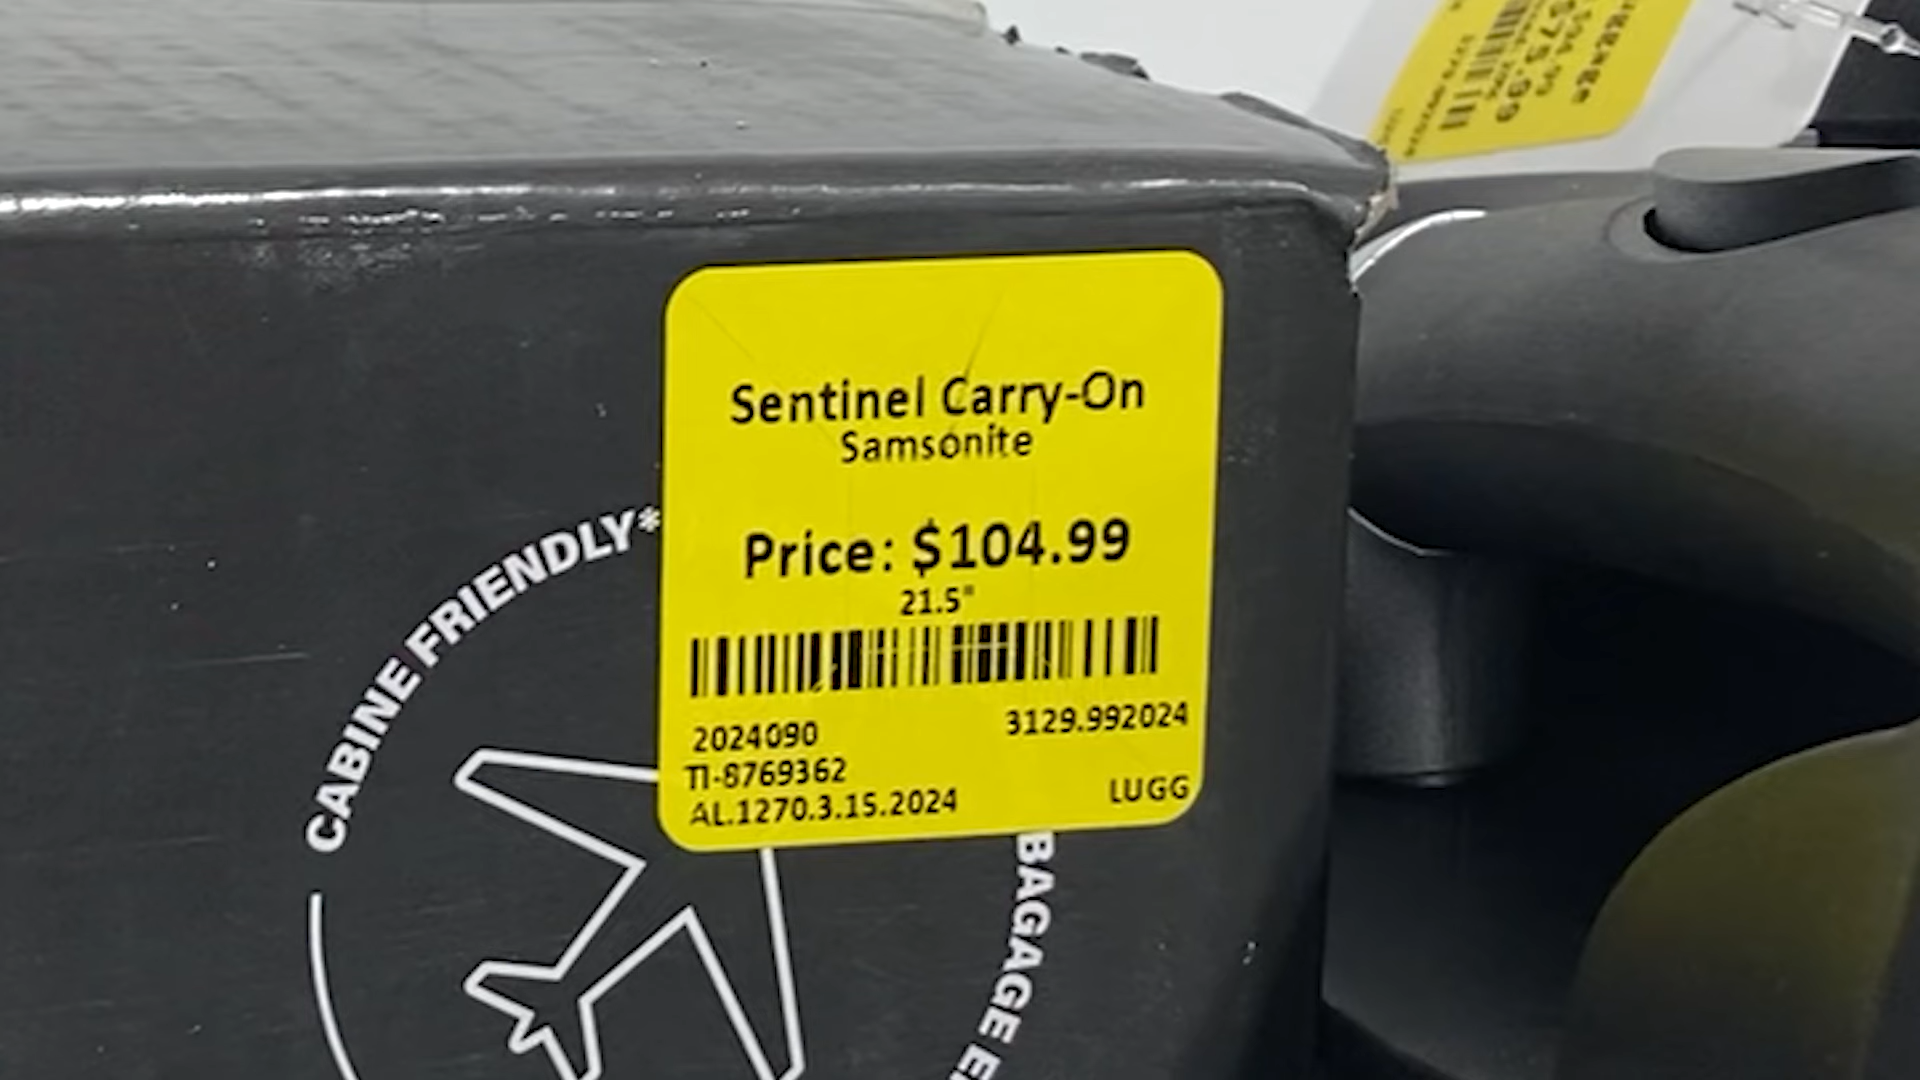 Sentinel Carry-On
Samsonite
Price: $104.99
21.5"
2024090
3129.992024
TI-8769362
AL.1270.3.15.2024
LUGG
CABINE FRIENDLY*
BAGAGE